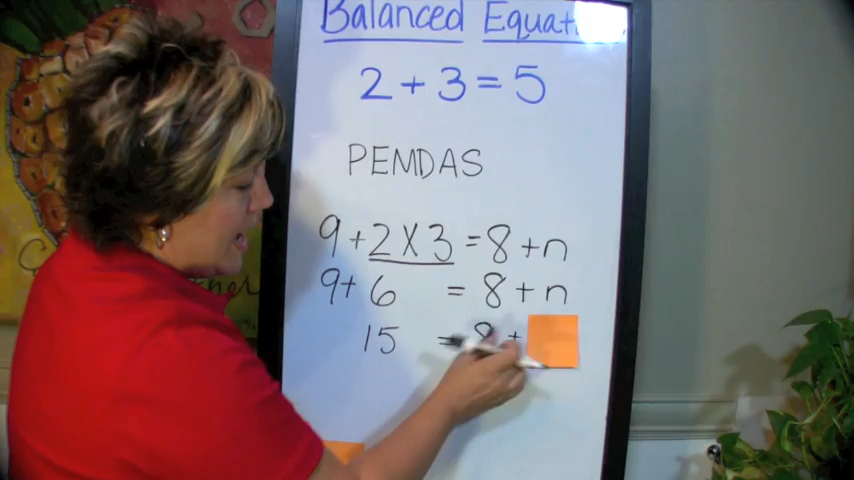 Balanced Equat
2 + 3 = 5
PEMDAS
9 + 2 X 3 = 8 + n
9 + 6 = 8 + n
15 = 8 +